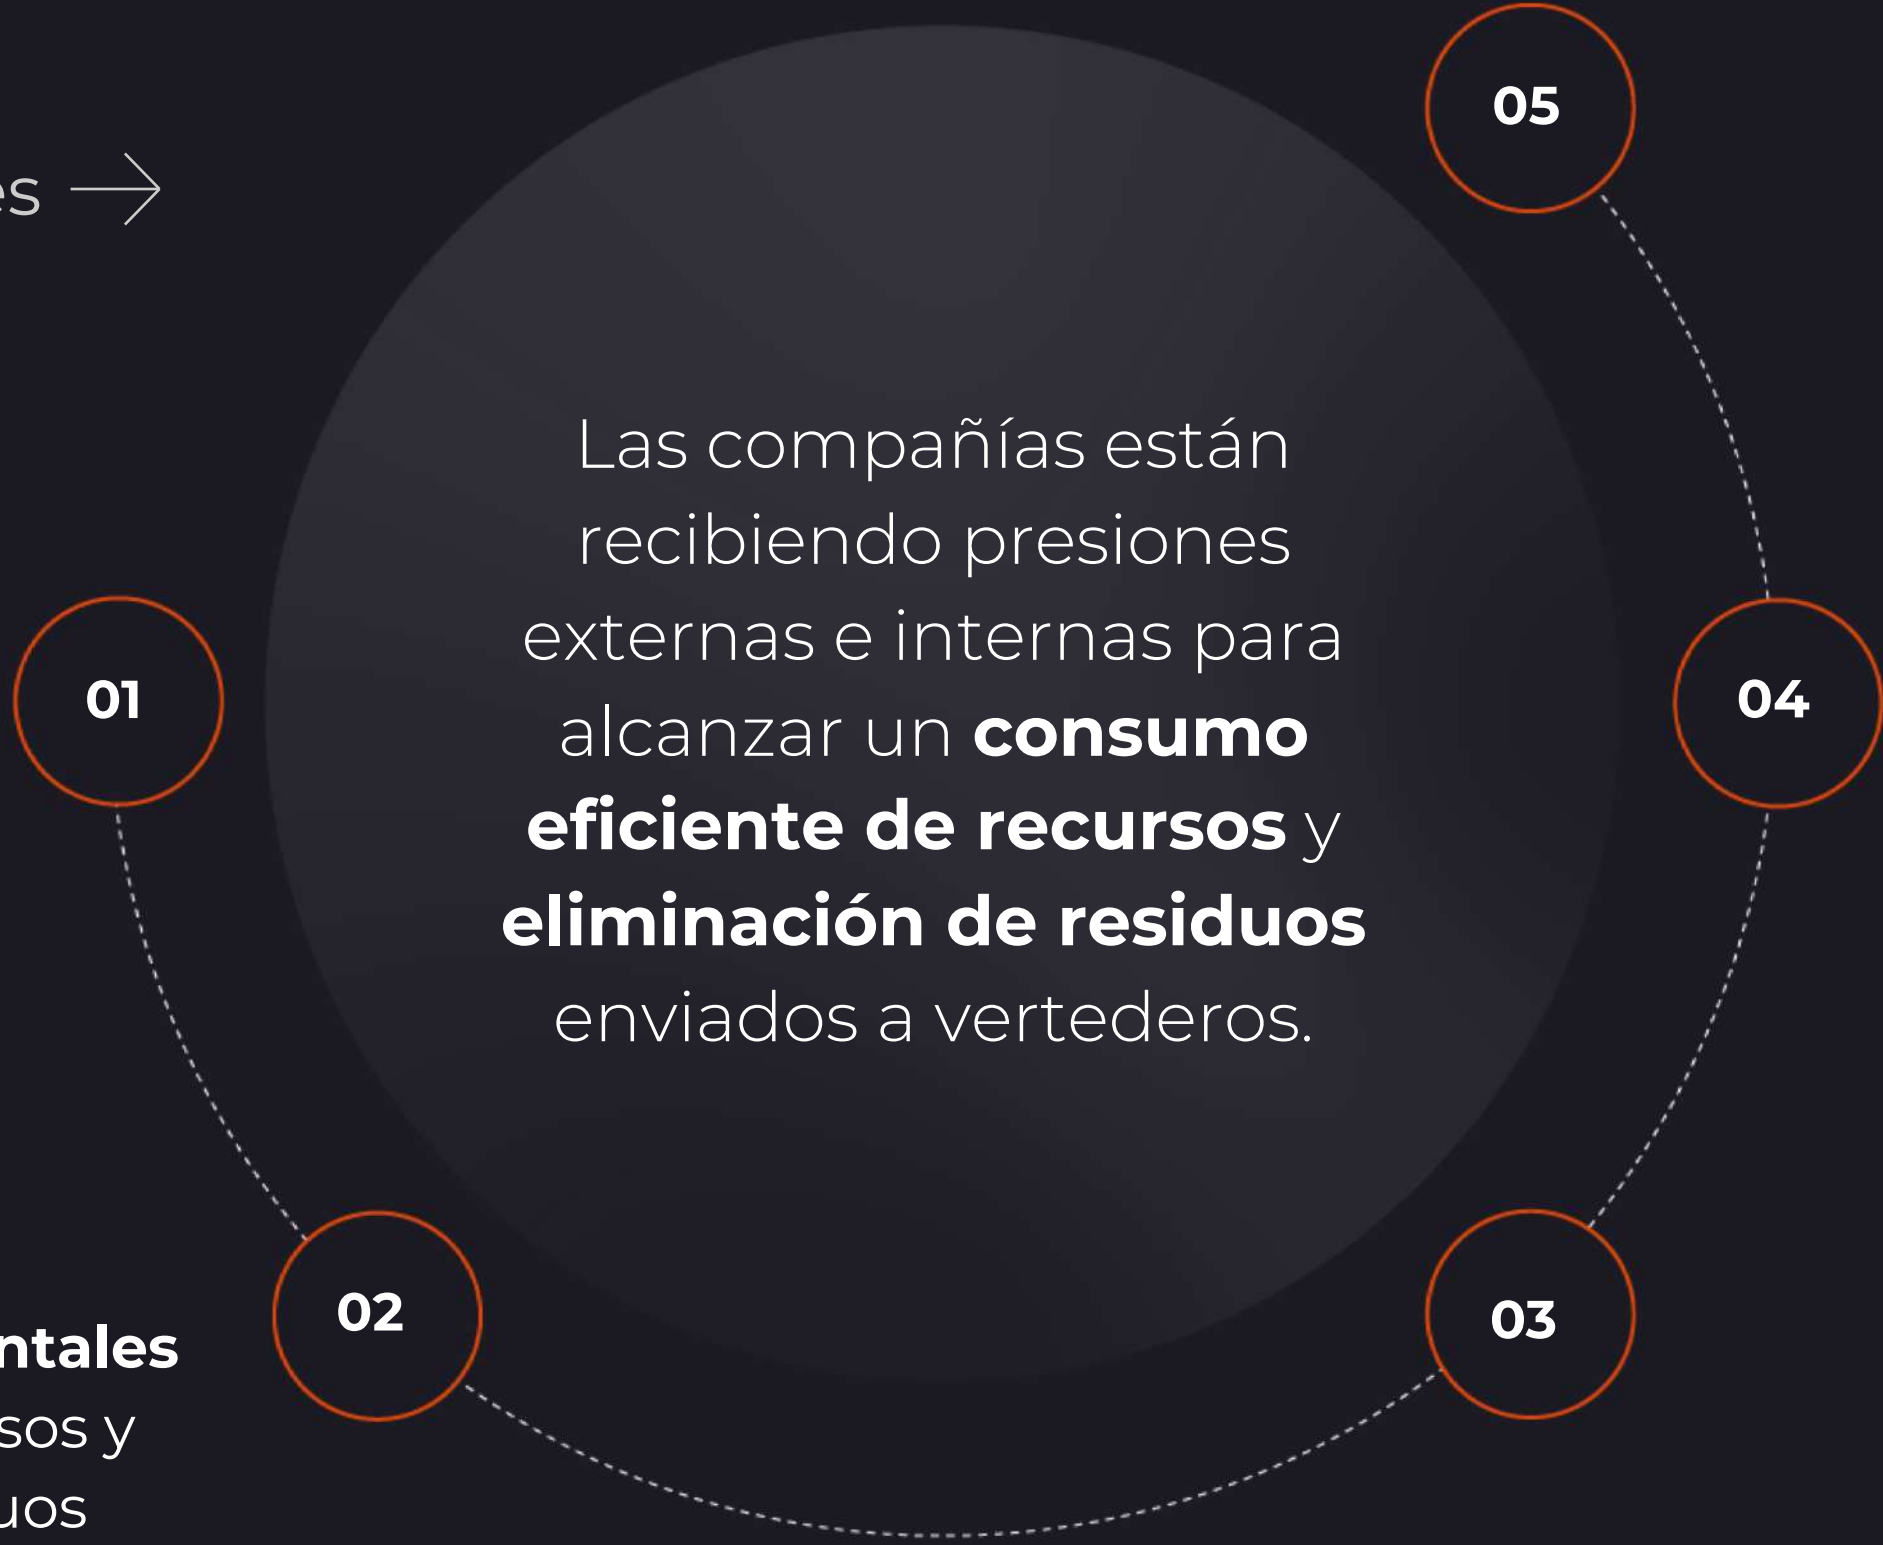 05
es →
Las compañías están
recibiendo presiones
externas e internas para
alcanzar un consumo
eficiente de recursos y
eliminación de residuos
enviados a vertederos.
01
04
02
03
ntales
sos y
uos